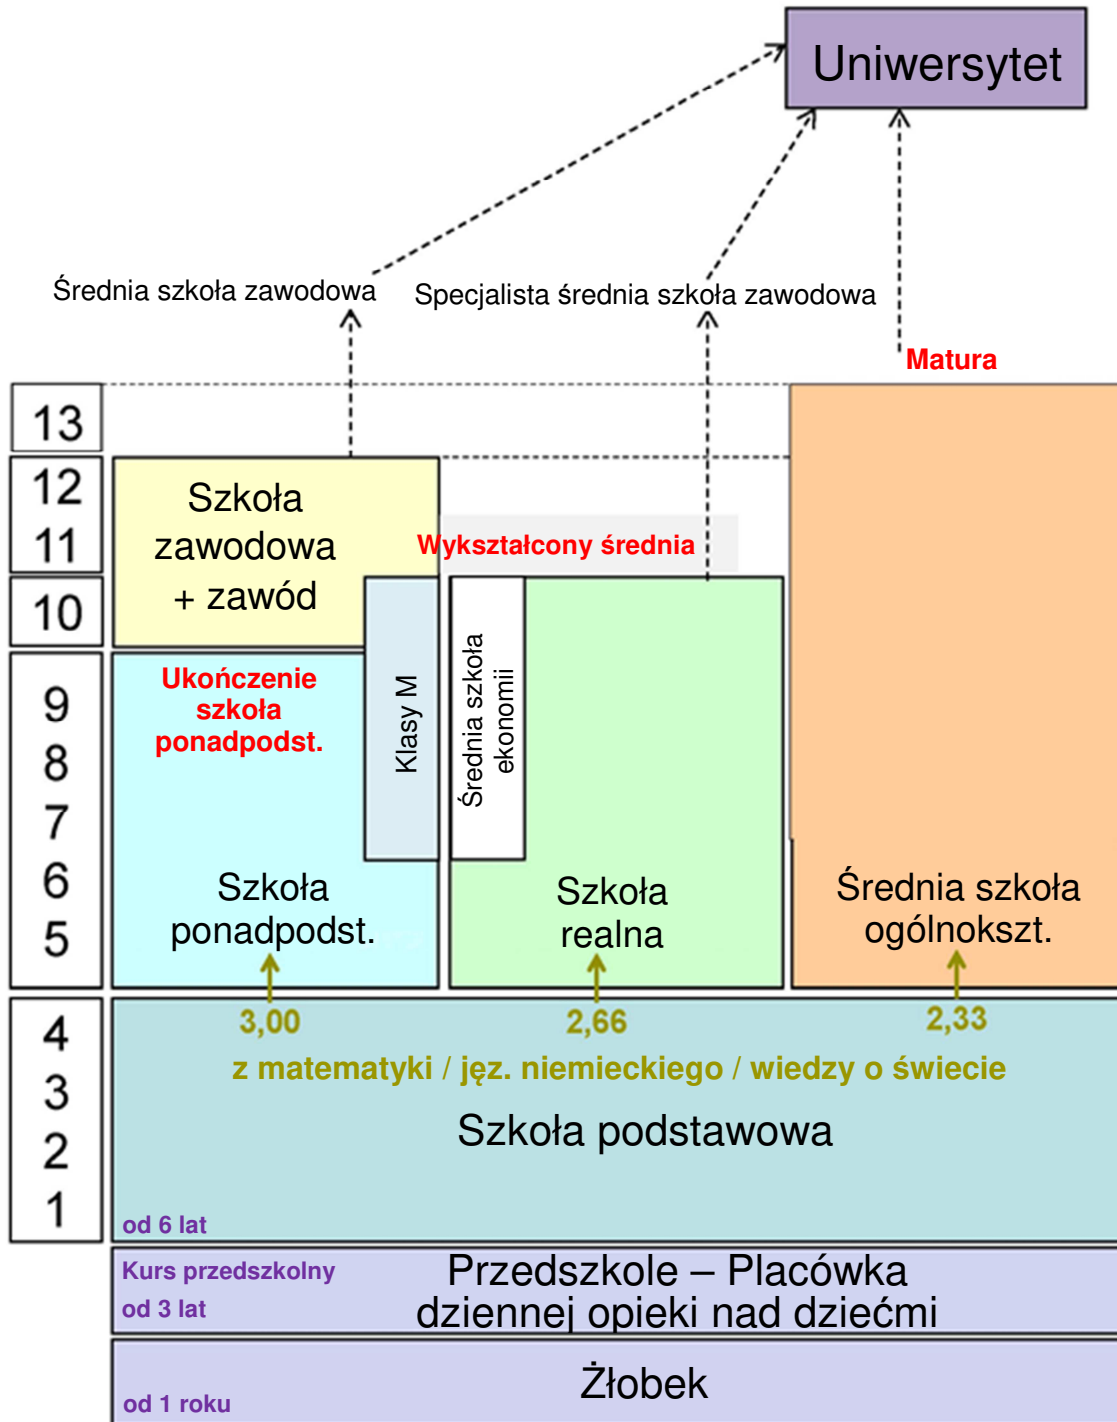 Uniwersytet
Średnia szkoła zawodowa
Specjalista średnia szkoła zawodowa
Matura
13
12
11
10
9
8
7
6
5
4
3
2
1
Szkoła
zawodowa
+ zawód
Wykształcony średnia
Ukończenie
szkoła
ponadpodst.
Klasy M
Średnia szkoła
ekonomii
Szkoła
ponadpodst.
Szkoła
realna
Średnia szkoła
ogólnokszt.
3,00
2,66
2,33
z matematyki / jęz. niemieckiego / wiedzy o świecie
Szkoła podstawowa
od 6 lat
Kurs przedszkolny
od 3 lat
Przedszkole – Placówka
dziennej opieki nad dziećmi
Żłobek
od 1 roku